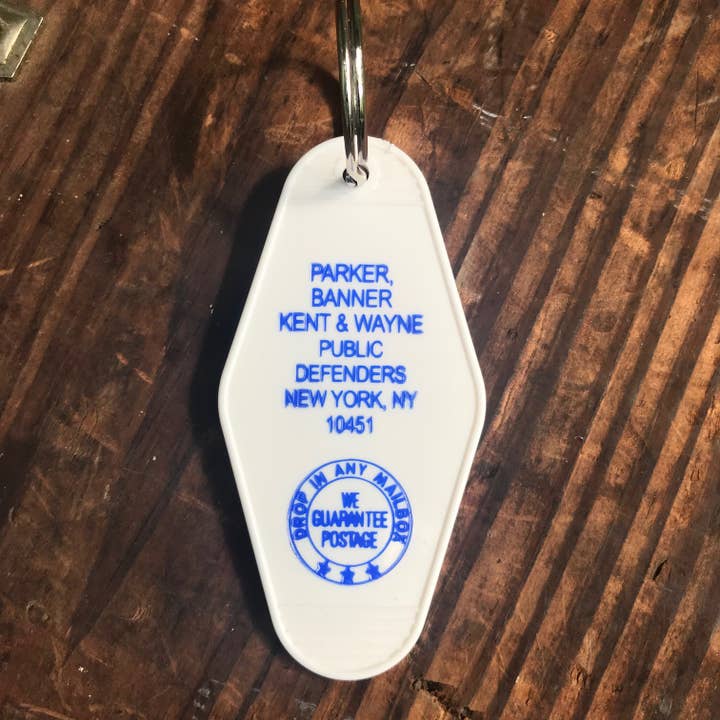 PARKER,
BANNER
KENT & WAYNE
PUBLIC
DEFENDERS
NEW YORK, NY
10451
DROP IN ANY MAILBOX
WE
GUARANTEE
POSTAGE